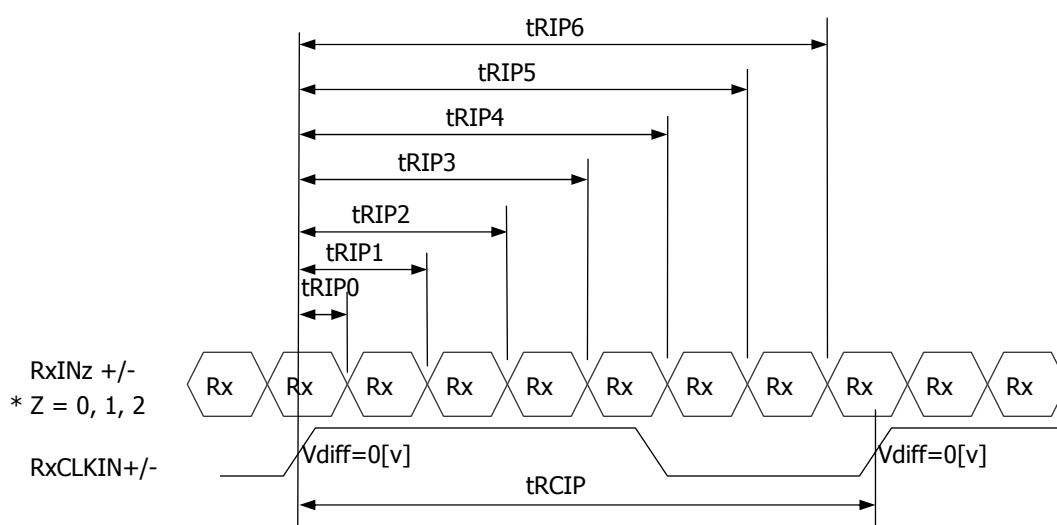 tRIP6
tRIP5
tRIP4
tRIP3
tRIP2
tRIP1
tRIP0
RxINz +/-
Rx Rx Rx Rx Rx Rx Rx Rx Rx Rx Rx
* Z = 0, 1, 2
Vdiff=0[v] Vdiff=0[v]
RxCLKIN+/-
tRCIP